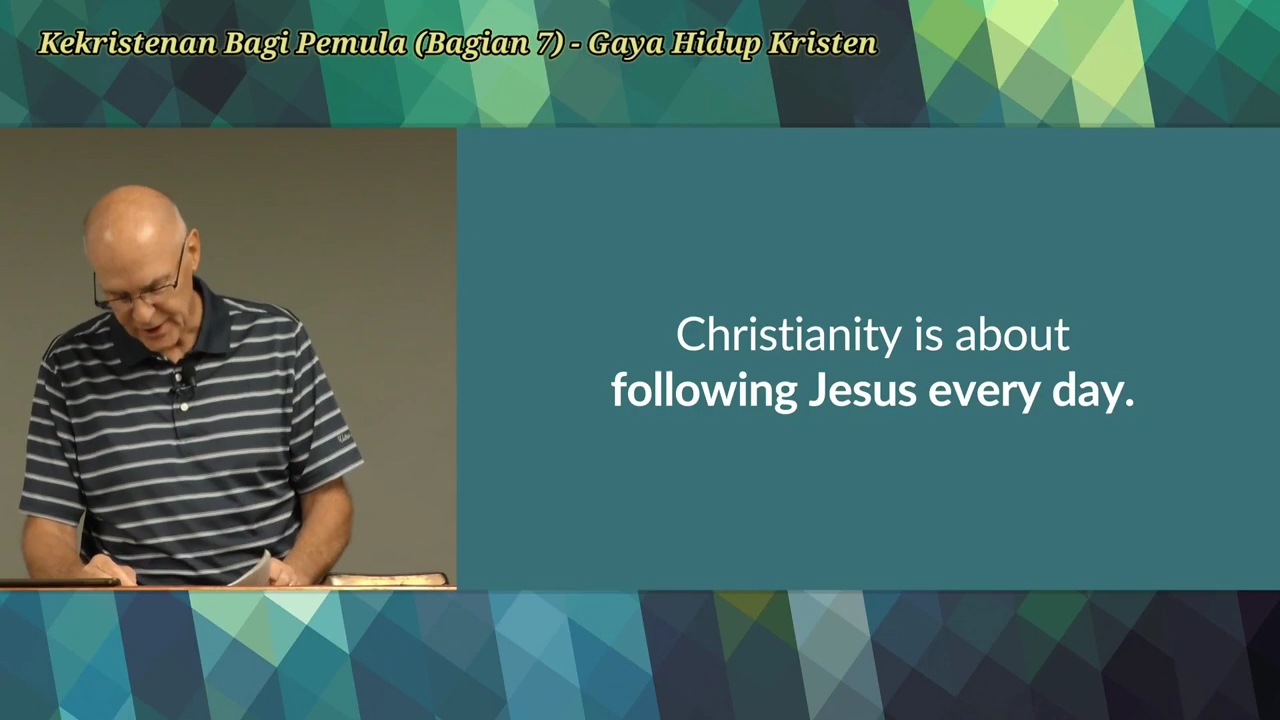 Kekristenan Bagi Pemula (Bagian 7) - Gaya Hidup Kristen
Christianity is about
following Jesus every day.